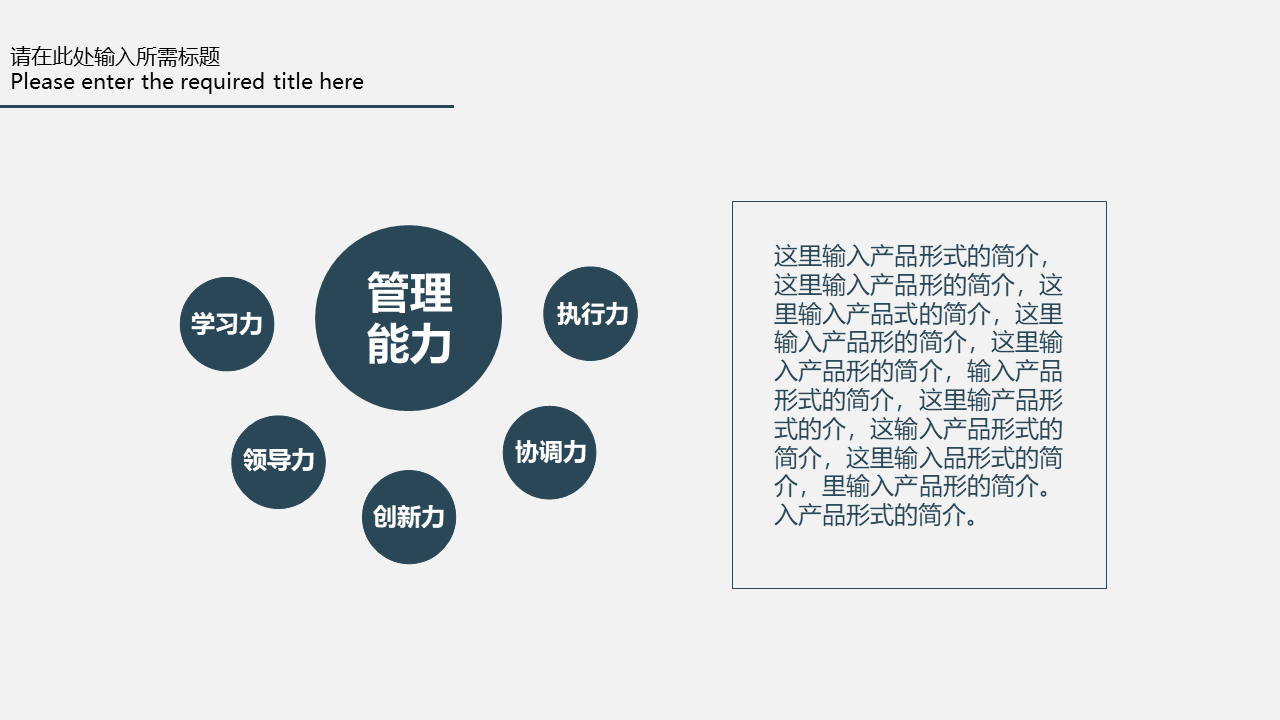 请在此处输入所需标题
Please enter the required title here
管理
能力
学习力
执行力
领导力
协调力
创新力
这里输入产品形式的简介，
这里输入产品形的简介，这
里输入产品式的简介，这里
输入产品形的简介，这里输
入产品形的简介，输入产品
形式的简介，这里输产品形
式的介，这输入产品形式的
简介，这里输入品形式的简
介，里输入产品形的简介。
入产品形式的简介。